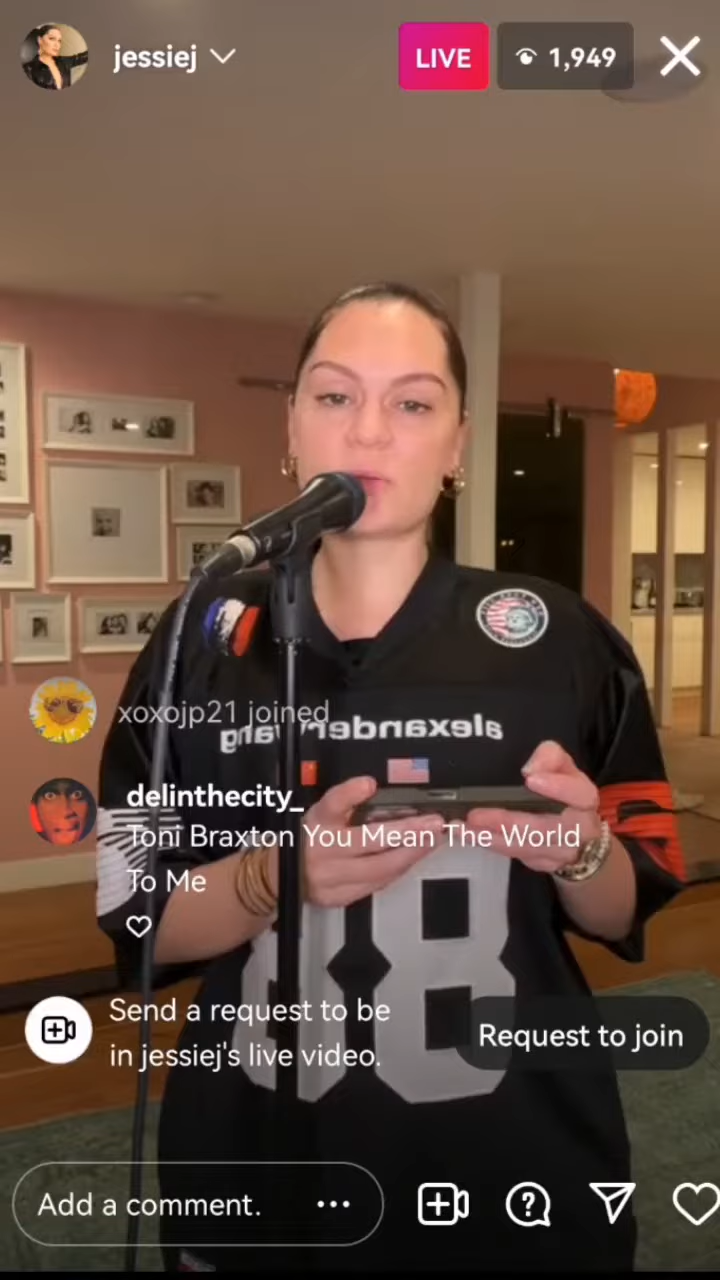 jessiej
LIVE
1,949
xoxojp21 joined
alexanderwang
delinthecity_
Toni Braxton You Mean The World
To Me
88
Send a request to be
in jessiej's live video.
Request to join
Add a comment.